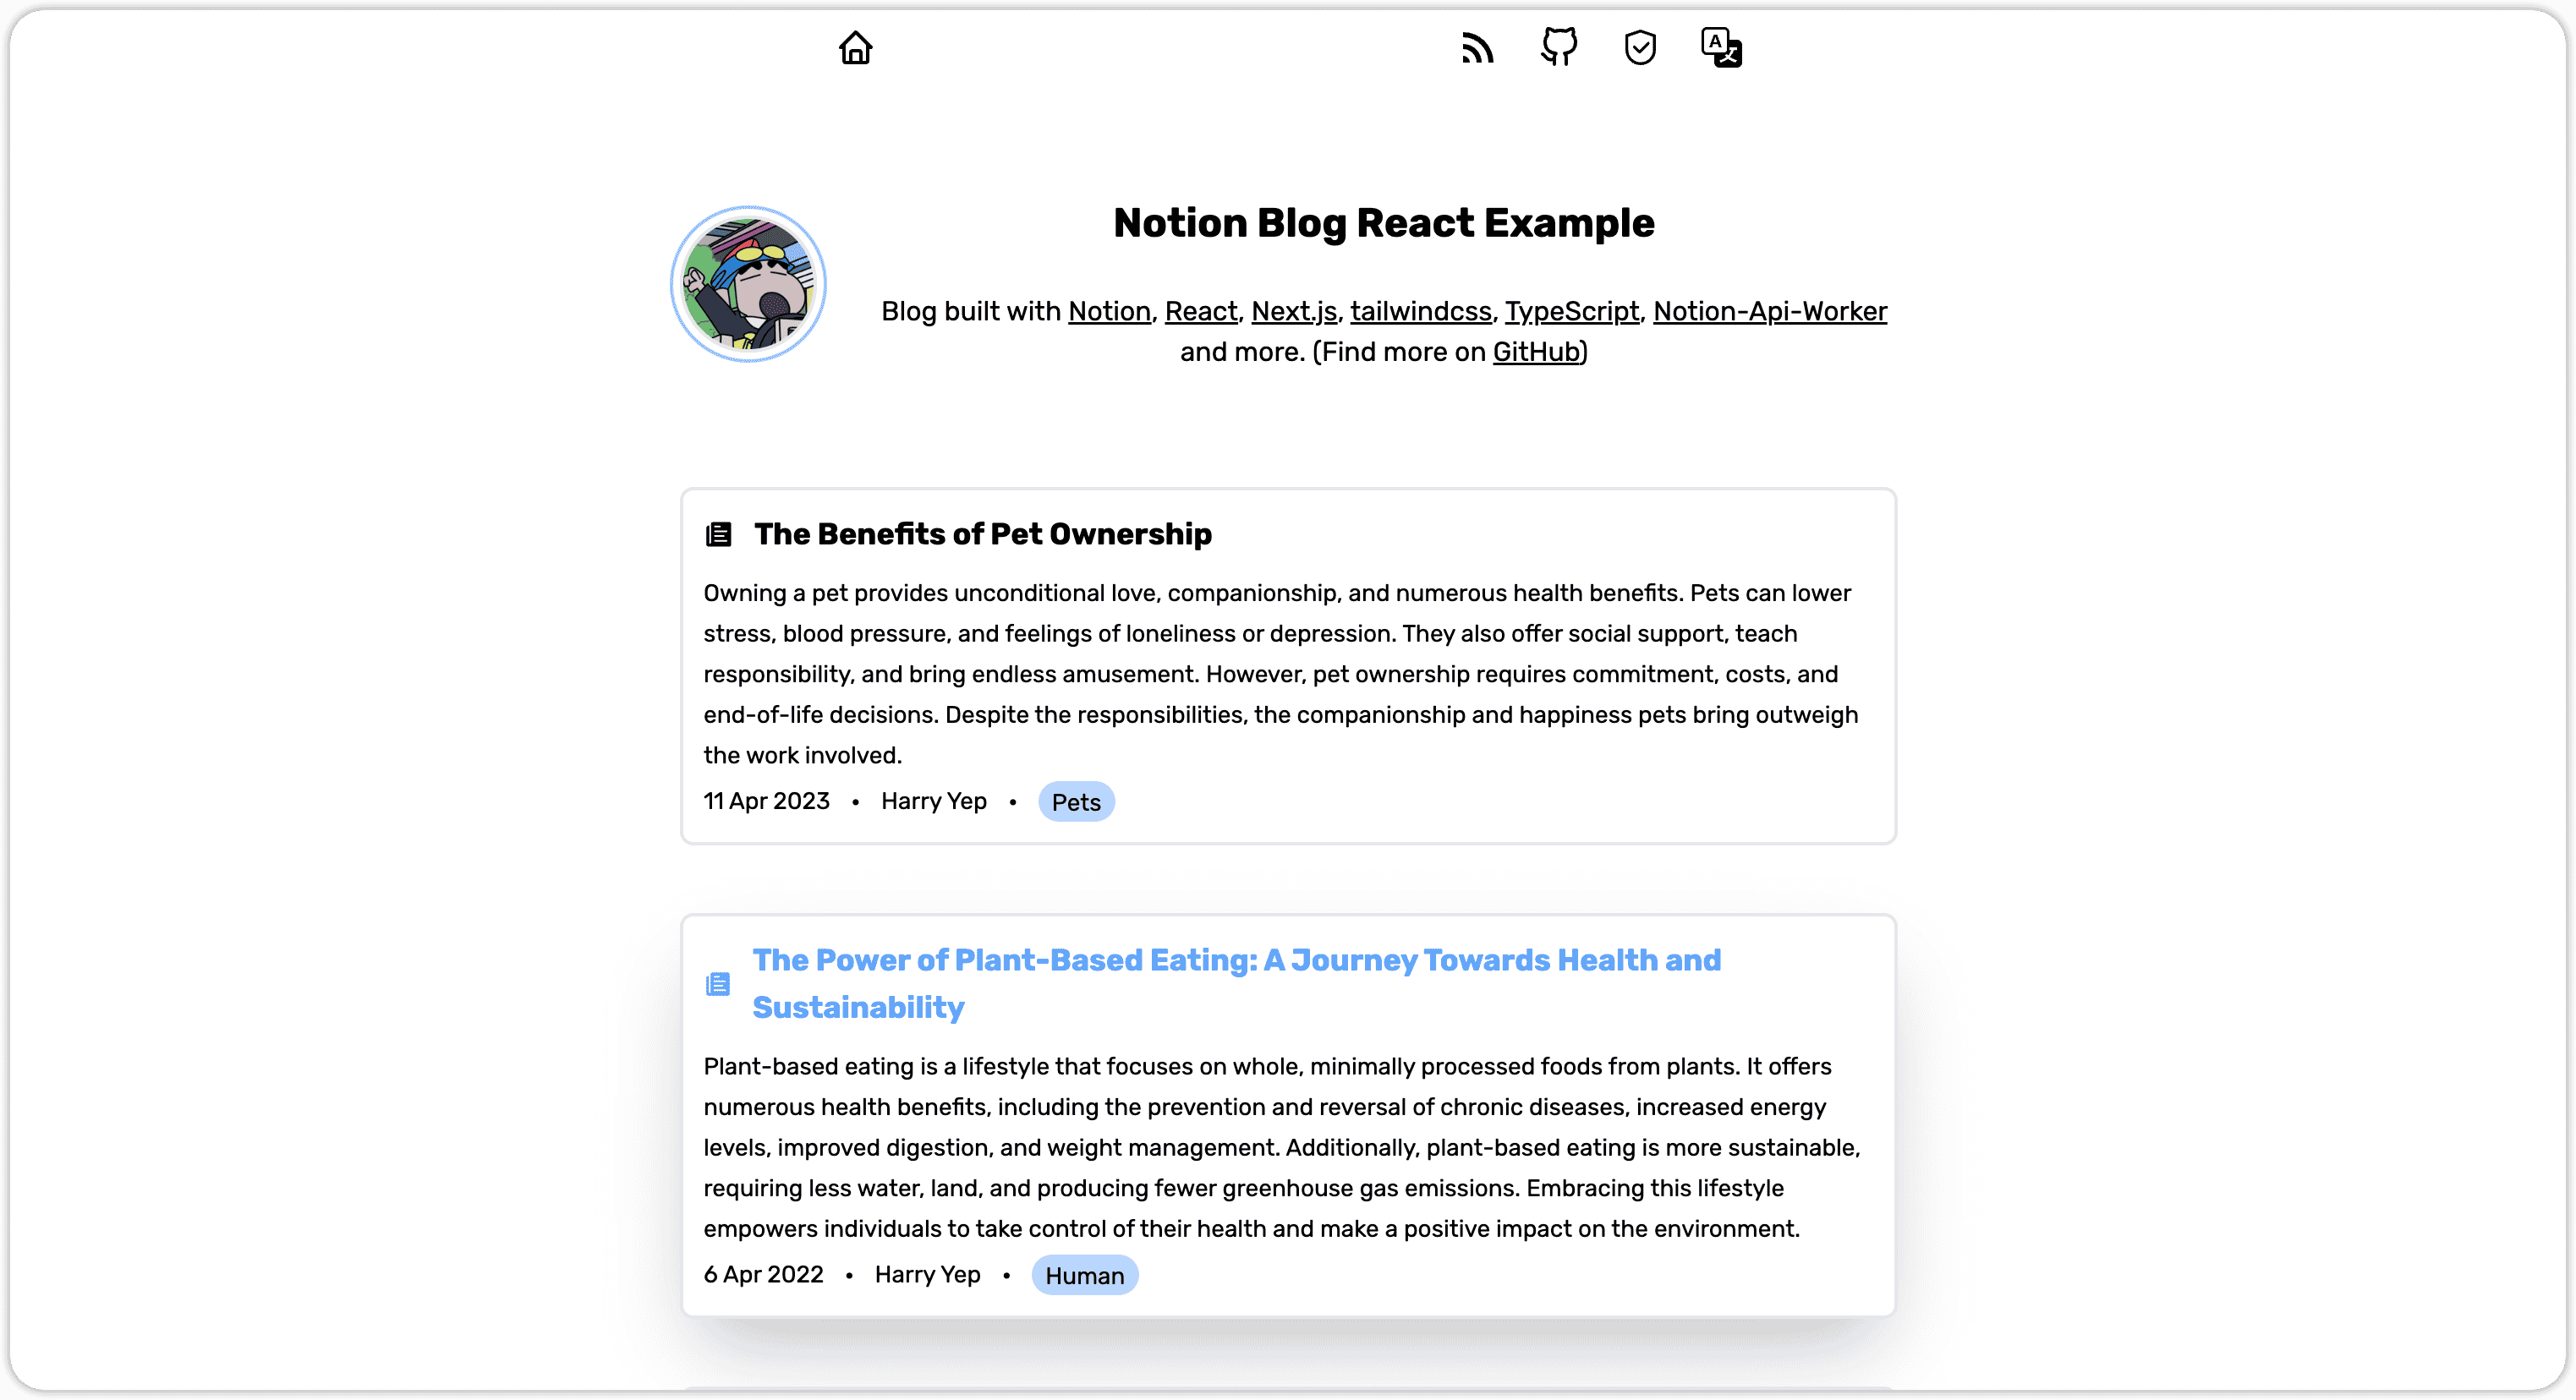 A 文
Notion Blog React Example
Blog built with Notion, React, Next.js, tailwindcss, TypeScript, Notion-Api-Worker
and more. (Find more on GitHub)
The Benefits of Pet Ownership
Owning a pet provides unconditional love, companionship, and numerous health benefits. Pets can lower
stress, blood pressure, and feelings of loneliness or depression. They also offer social support, teach
responsibility, and bring endless amusement. However, pet ownership requires commitment, costs, and
end-of-life decisions. Despite the responsibilities, the companionship and happiness pets bring outweigh
the work involved.
11 Apr 2023 • Harry Yep • Pets
The Power of Plant-Based Eating: A Journey Towards Health and
Sustainability
Plant-based eating is a lifestyle that focuses on whole, minimally processed foods from plants. It offers
numerous health benefits, including the prevention and reversal of chronic diseases, increased energy
levels, improved digestion, and weight management. Additionally, plant-based eating is more sustainable,
requiring less water, land, and producing fewer greenhouse gas emissions. Embracing this lifestyle
empowers individuals to take control of their health and make a positive impact on the environment.
6 Apr 2022 • Harry Yep • Human